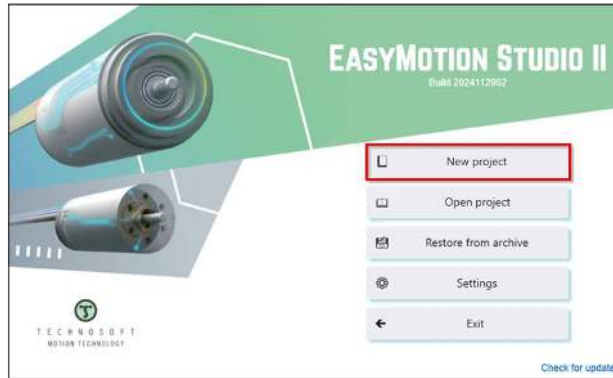 EASYMOTION STUDIO II
Build 2024112902
New project
Open project
Restore from archive
Settings
Exit
TECHNOSOFT
MOTION TECHNOLOGY
Check for update